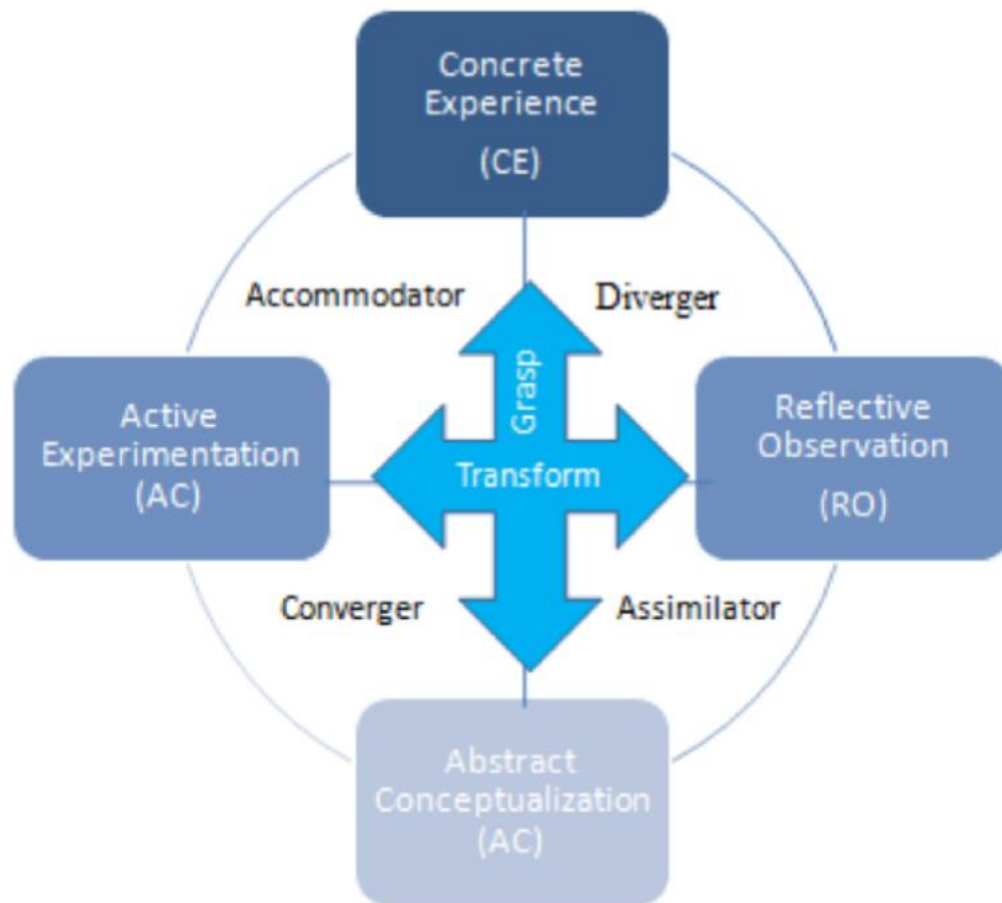 Concrete
Experience
(CE)
Accommodator
Diverger
Grasp
Active
Experimentation
(AC)
Transform
Reflective
Observation
(RO)
Converger
Assimilator
Abstract
Conceptualization
(AC)